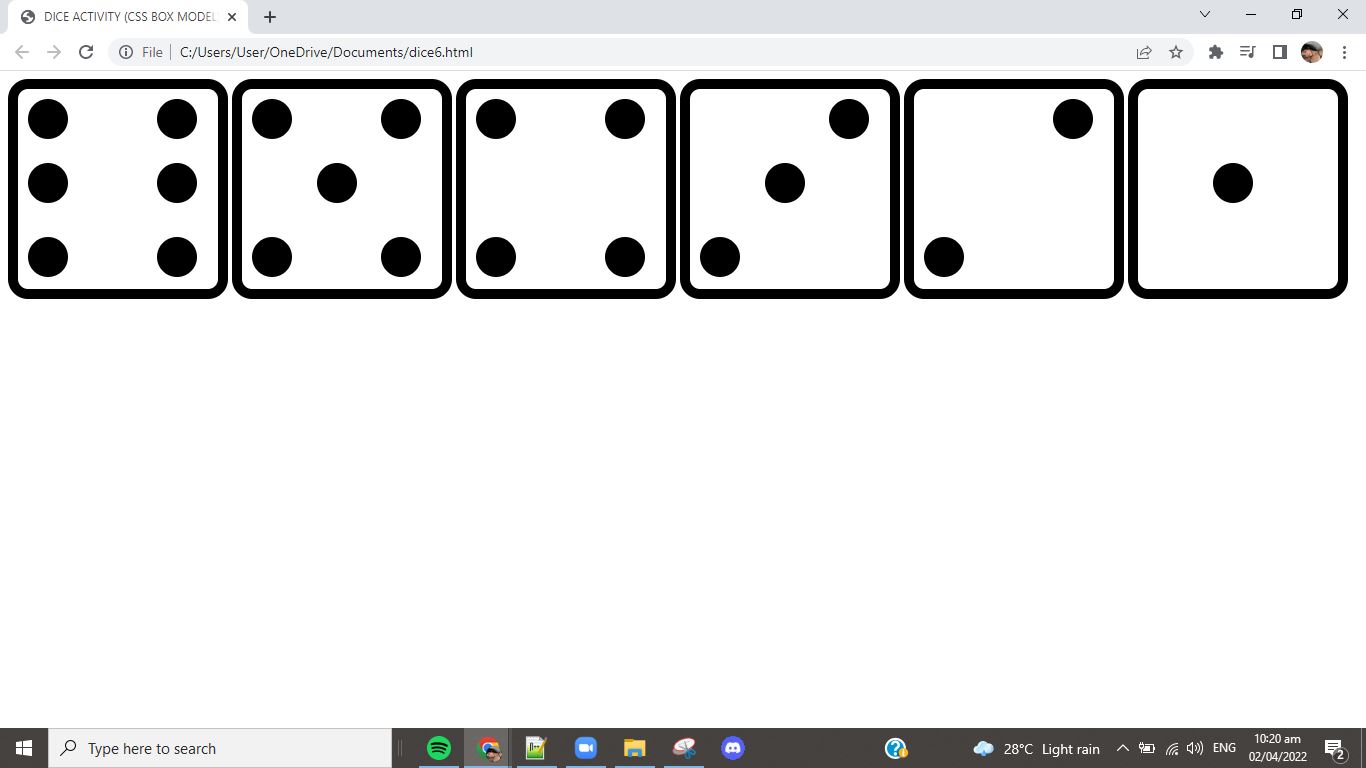 DICE ACTIVITY (CSS BOX MODEL
File
C:/Users/User/OneDrive/Documents/dice6.html
Type here to search
28°C Light rain
ENG
10:20 am
02/04/2022
2